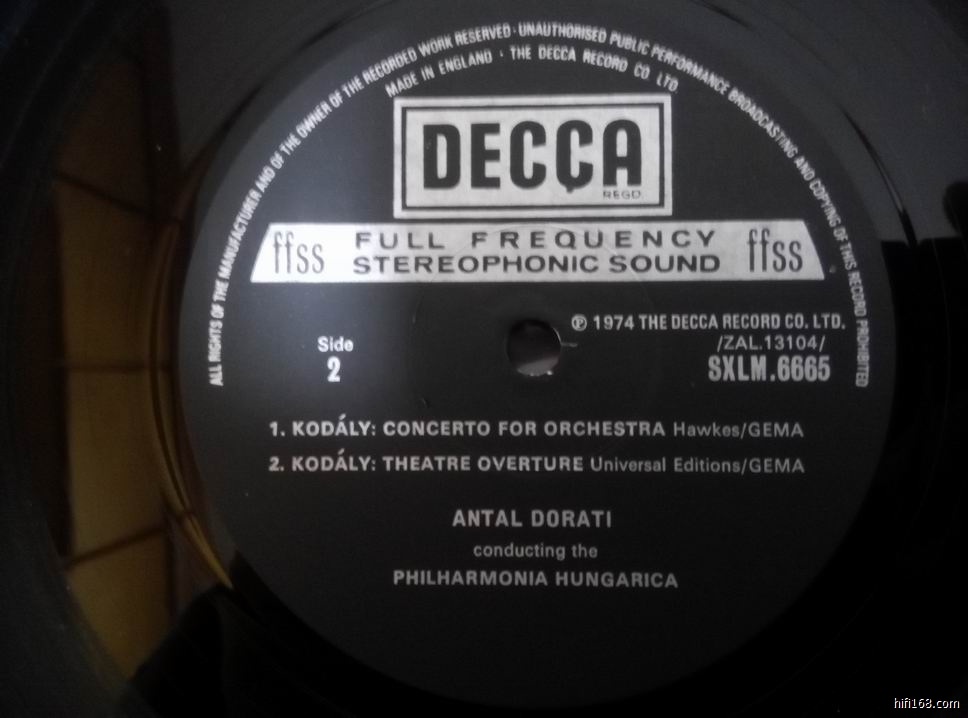 ALL RIGHTS OF THE MANUFACTURER AND OF THE OWNER OF THE RECORDED WORK RESERVED · UNAUTHORISED PUBLIC PERFORMANCE BROADCASTING AND COPYING OF THIS RECORD PROHIBITED
MADE IN ENGLAND · THE DECCA RECORD CO LTD
DECCA
REGD.
ffss FULL FREQUENCY ffss
STEREOPHONIC SOUND
℗ 1974 THE DECCA RECORD CO. LTD.
Side /ZAL.13104/
2 SXLM.6665
1. KODÁLY: CONCERTO FOR ORCHESTRA Hawkes/GEMA
2. KODÁLY: THEATRE OVERTURE Universal Editions/GEMA
ANTAL DORATI
conducting the
PHILHARMONIA HUNGARICA
hifi168.com